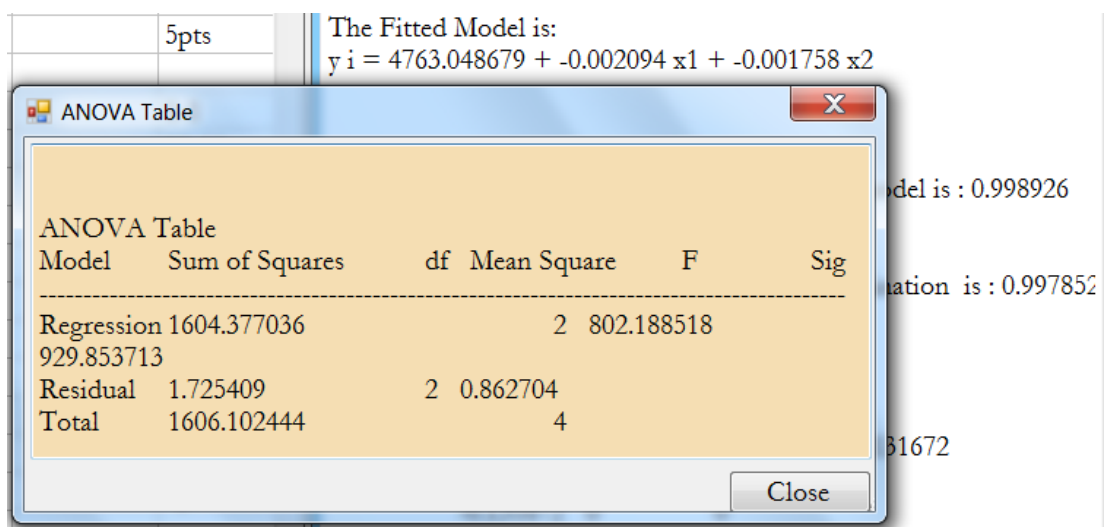 5pts
The Fitted Model is:
y i = 4763.048679 + -0.002094 x1 + -0.001758 x2
ANOVA Table
is : 0.998926
is : 0.997852
ANOVA Table
Model Sum of Squares df Mean Square F Sig
Regression 1604.377036 2 802.188518
929.853713
Residual 1.725409 2 0.862704
Total 1606.102444 4
31672
Close